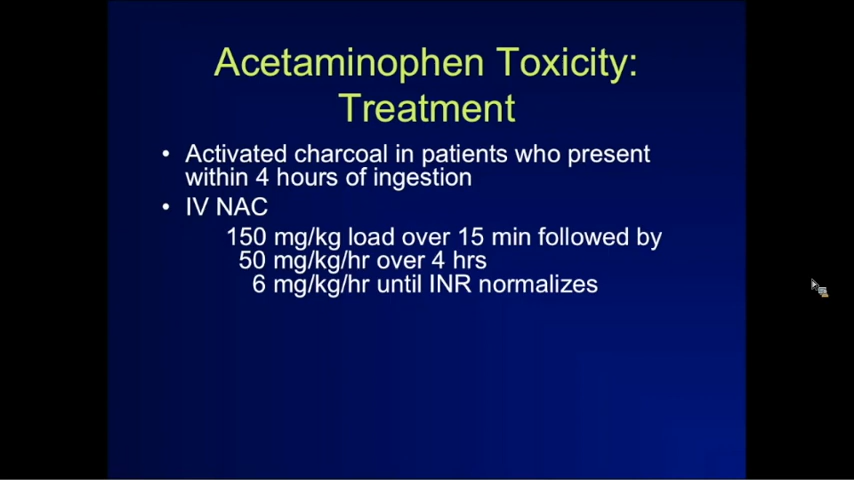 Acetaminophen Toxicity:
Treatment
• Activated charcoal in patients who present
within 4 hours of ingestion
• IV NAC
150 mg/kg load over 15 min followed by
50 mg/kg/hr over 4 hrs
6 mg/kg/hr until INR normalizes